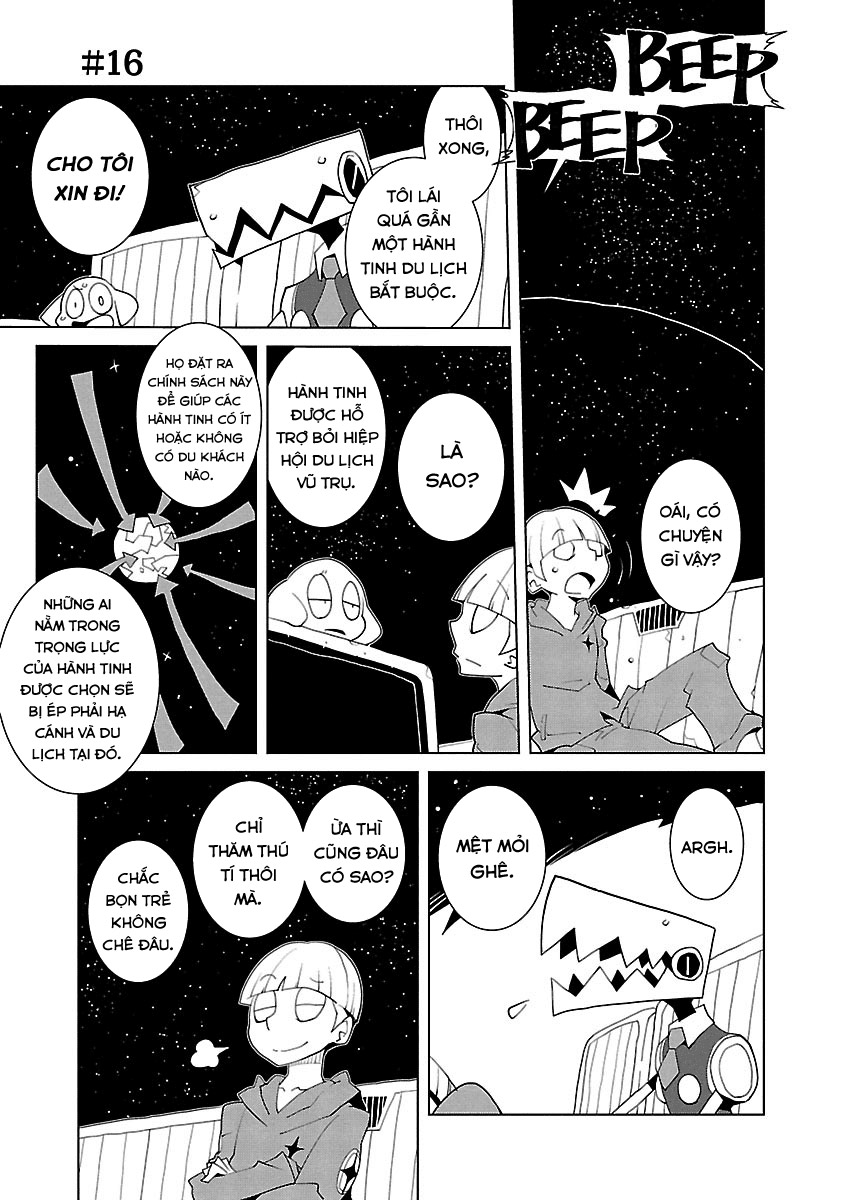 #16
BEEP
BEEP
OÁI, CÓ
CHUYỆN
GÌ VẬY?
THÔI
XONG,
TÔI LÁI
QUÁ GẦN
MỘT HÀNH
TINH DU LỊCH
BẮT BUỘC.
CHO TÔI
XIN ĐI!
LÀ
SAO?
HÀNH TINH
ĐƯỢC HỖ
TRỢ BỞI HIỆP
HỘI DU LỊCH
VŨ TRỤ.
HỌ ĐẶT RA
CHÍNH SÁCH NÀY
ĐỂ GIÚP CÁC
HÀNH TINH CÓ ÍT
HOẶC KHÔNG
CÓ DU KHÁCH
NÀO.
NHỮNG AI
NẰM TRONG
TRỌNG LỰC
CỦA HÀNH TINH
ĐƯỢC CHỌN SẼ
BỊ ÉP PHẢI HẠ
CÁNH VÀ DU
LỊCH TẠI ĐÓ.
ARGH.
MỆT MỎI
GHÊ.
ỪA THÌ
CŨNG ĐÂU
CÓ SAO?
CHỈ
THĂM THÚ
TÍ THÔI
MÀ.
CHẮC
BỌN TRẺ
KHÔNG
CHÊ ĐÂU.